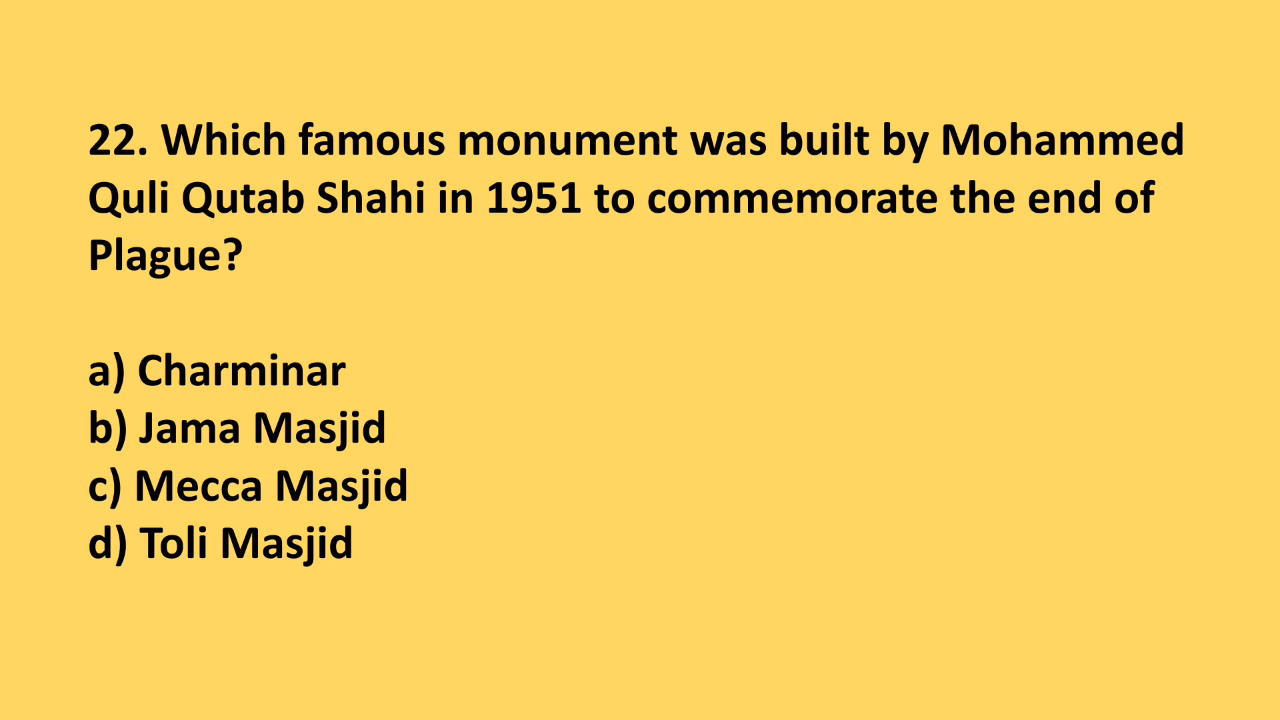 22. Which famous monument was built by Mohammed
Quli Qutab Shahi in 1951 to commemorate the end of
Plague?
a) Charminar
b) Jama Masjid
c) Mecca Masjid
d) Toli Masjid